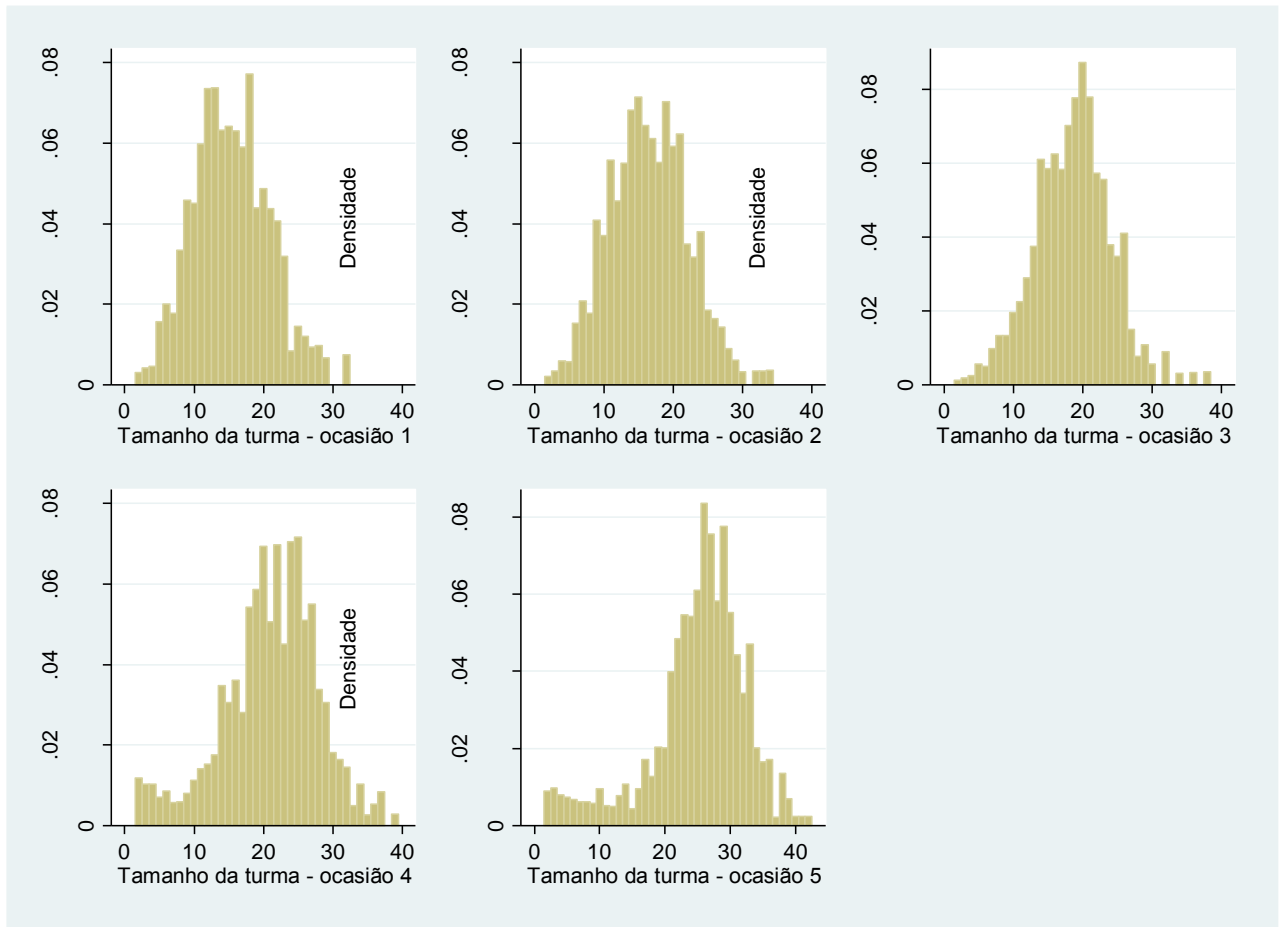 .08
.06
.04
.02
0
0 10 20 30 40
Densidade
Tamanho da turma - ocasião 1
.08
.06
.04
.02
0
0 10 20 30 40
Densidade
Tamanho da turma - ocasião 2
.08
.06
.04
.02
0
0 10 20 30 40
Tamanho da turma - ocasião 3
.08
.06
.04
.02
0
0 10 20 30 40
Densidade
Tamanho da turma - ocasião 4
.08
.06
.04
.02
0
0 10 20 30 40
Tamanho da turma - ocasião 5